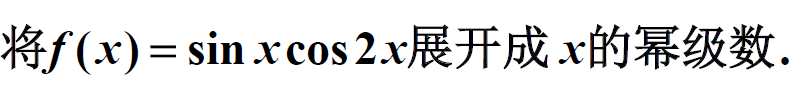 将f(x)=sin x cos 2x展开成 x的幂级数.